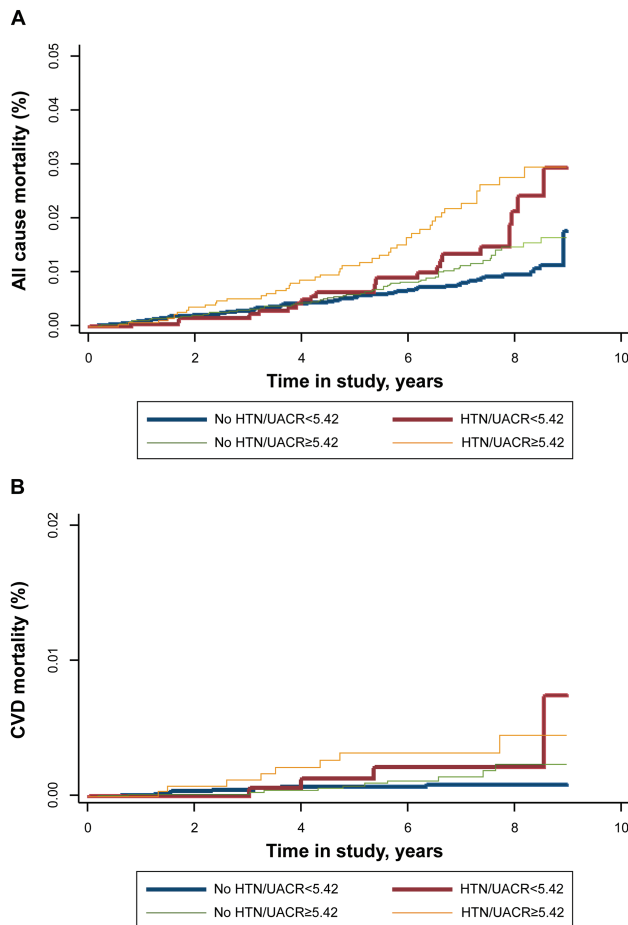 A
All cause mortality (%)
0.05
0.04
0.03
0.02
0.01
0.00
0 2 4 6 8 10
Time in study, years
No HTN/UACR<5.42 HTN/UACR<5.42
No HTN/UACR≥5.42 HTN/UACR≥5.42
B
CVD mortality (%)
0.02
0.01
0.00
0 2 4 6 8 10
Time in study, years
No HTN/UACR<5.42 HTN/UACR<5.42
No HTN/UACR≥5.42 HTN/UACR≥5.42